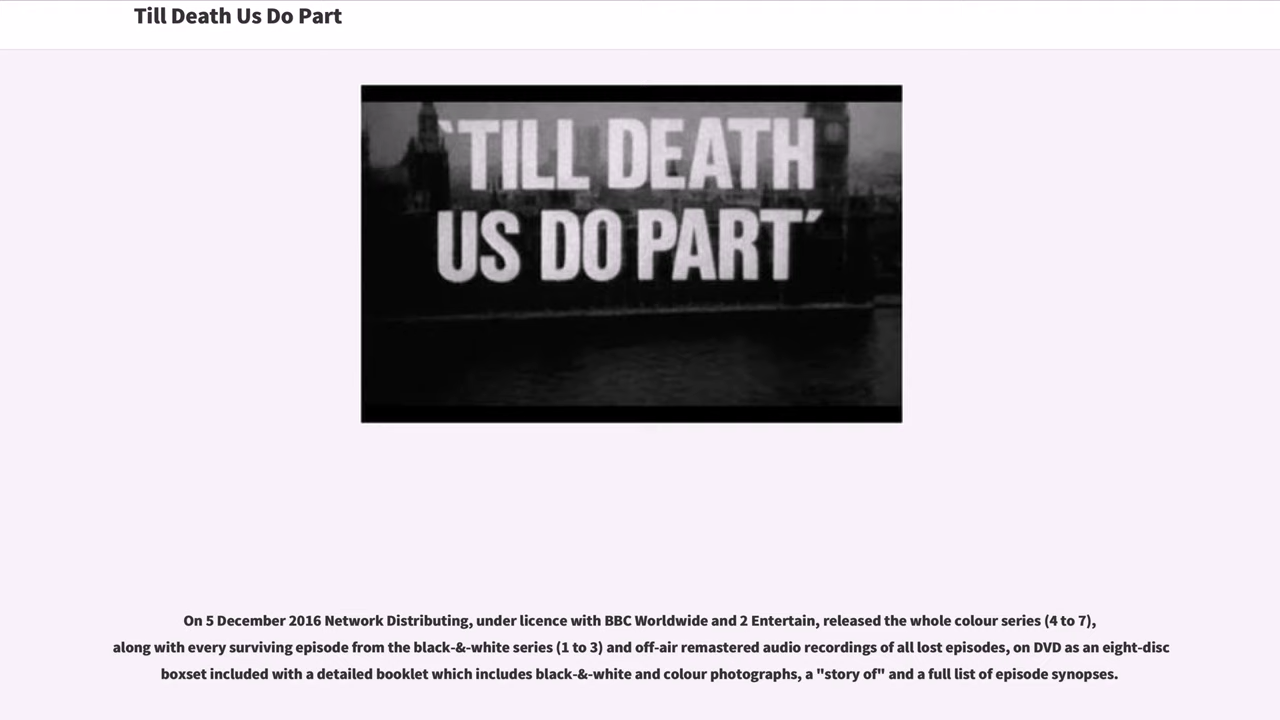 Till Death Us Do Part
‵TILL DEATH
US DO PART′
On 5 December 2016 Network Distributing, under licence with BBC Worldwide and 2 Entertain, released the whole colour series (4 to 7),
along with every surviving episode from the black-&-white series (1 to 3) and off-air remastered audio recordings of all lost episodes, on DVD as an eight-disc
boxset included with a detailed booklet which includes black-&-white and colour photographs, a "story of" and a full list of episode synopses.